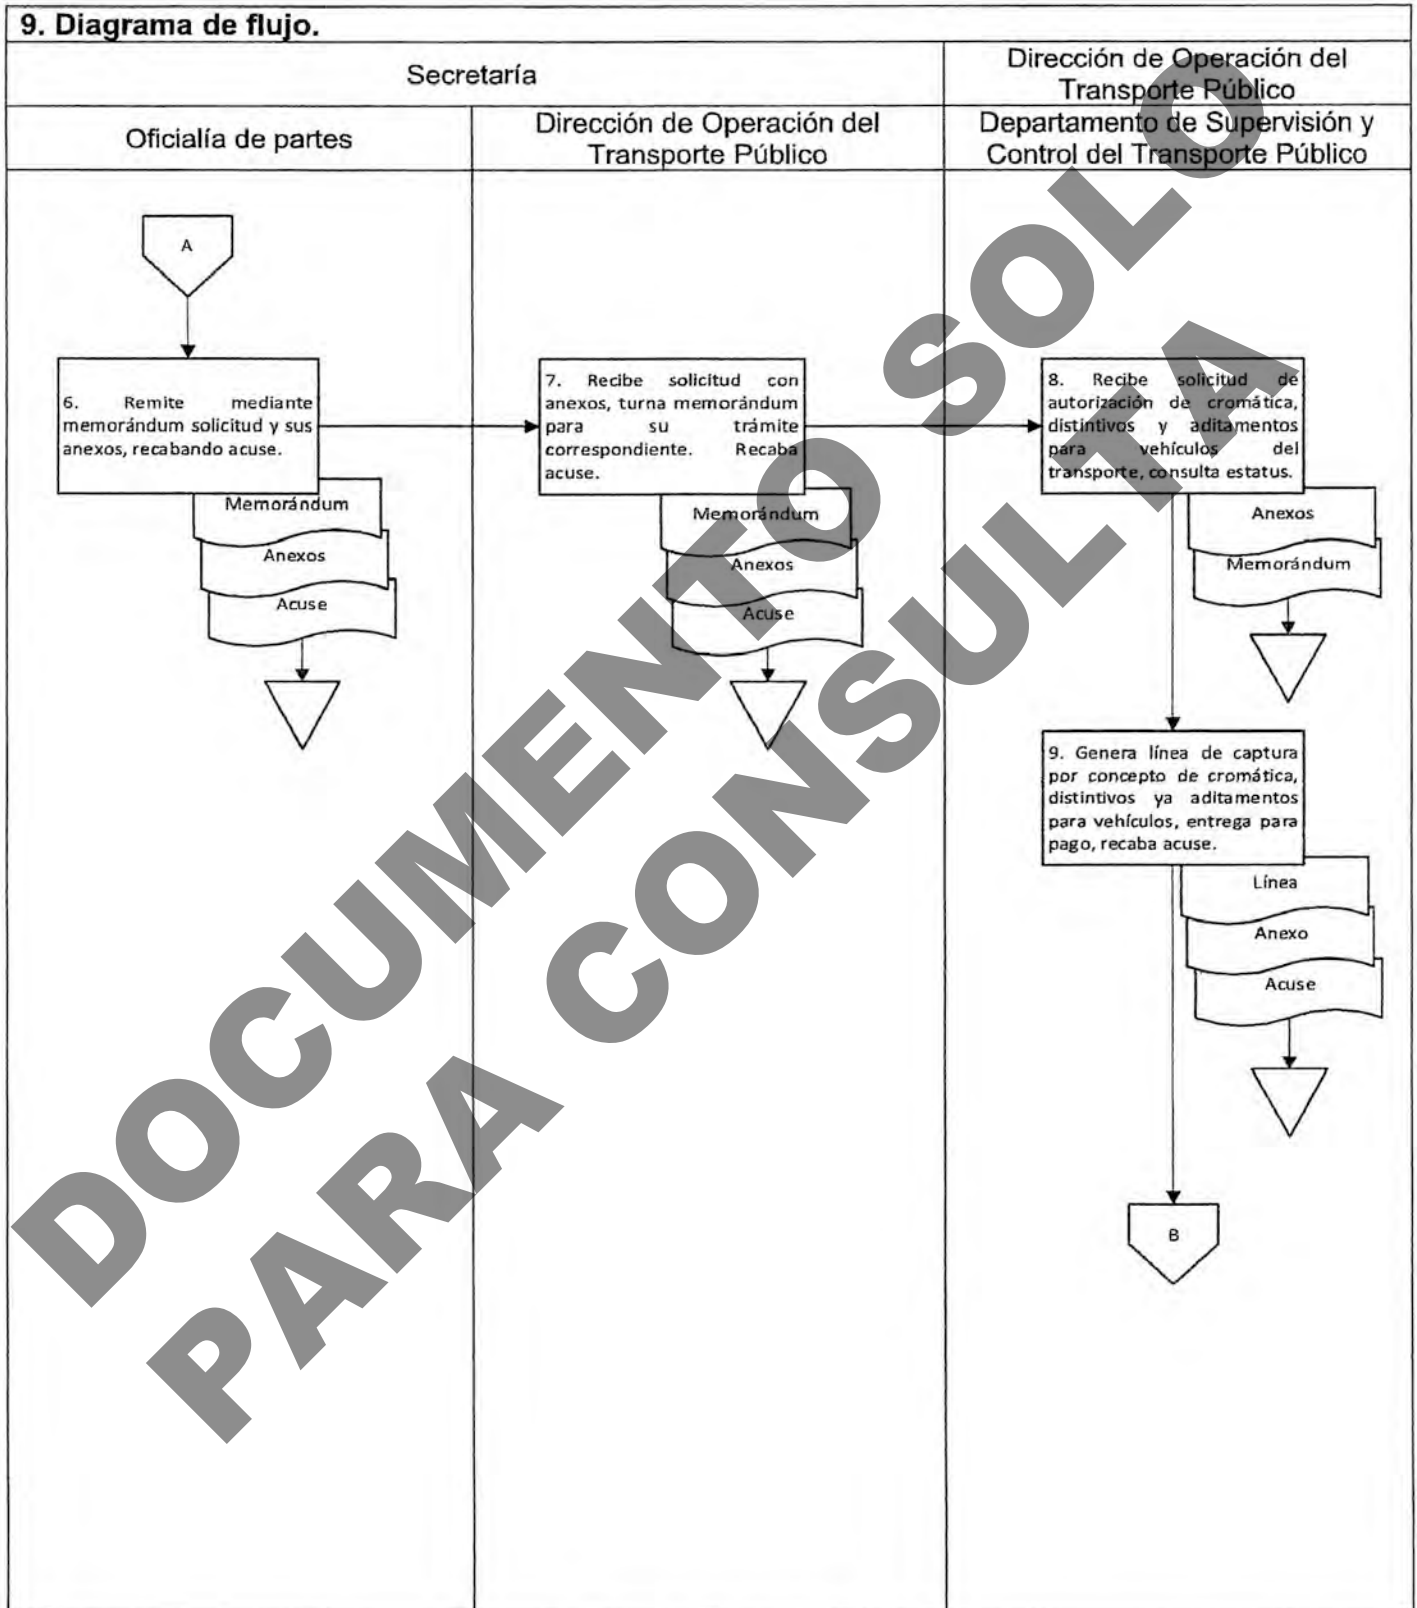 9. Diagrama de flujo.
Secretaría
Dirección de Operación del
Transporte Público
Oficialía de partes
Dirección de Operación del
Transporte Público
Departamento de Supervisión y
Control del Transporte Público
A
6. Remite mediante
memorándum solicitud y sus
anexos, recabando acuse.
Memorándum
Anexos
Acuse
7. Recibe solicitud con
anexos, turna memorándum
para su trámite
correspondiente. Recaba
acuse.
Memorándum
Anexos
Acuse
8. Recibe solicitud de
autorización de cromática,
distintivos y aditamentos
para vehículos del
transporte, consulta estatus.
Anexos
Memorándum
9. Genera línea de captura
por concepto de cromática,
distintivos ya aditamentos
para vehículos, entrega para
pago, recaba acuse.
Línea
Anexo
Acuse
B
DOCUMENTO SOLO
PARA CONSULTA